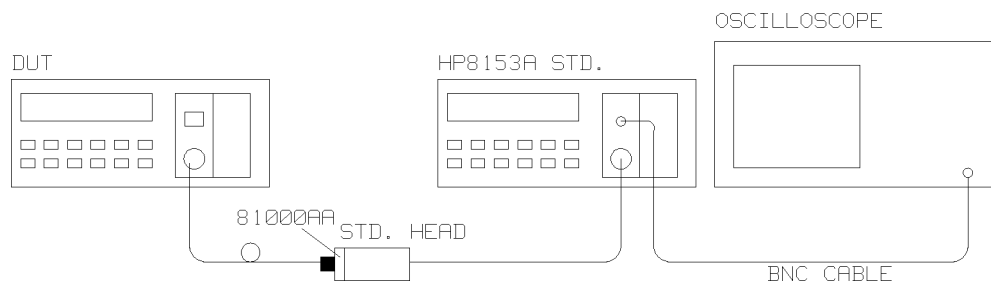 OSCILLOSCOPE
DUT
HP8153A STD.
81000AA
STD. HEAD
BNC CABLE